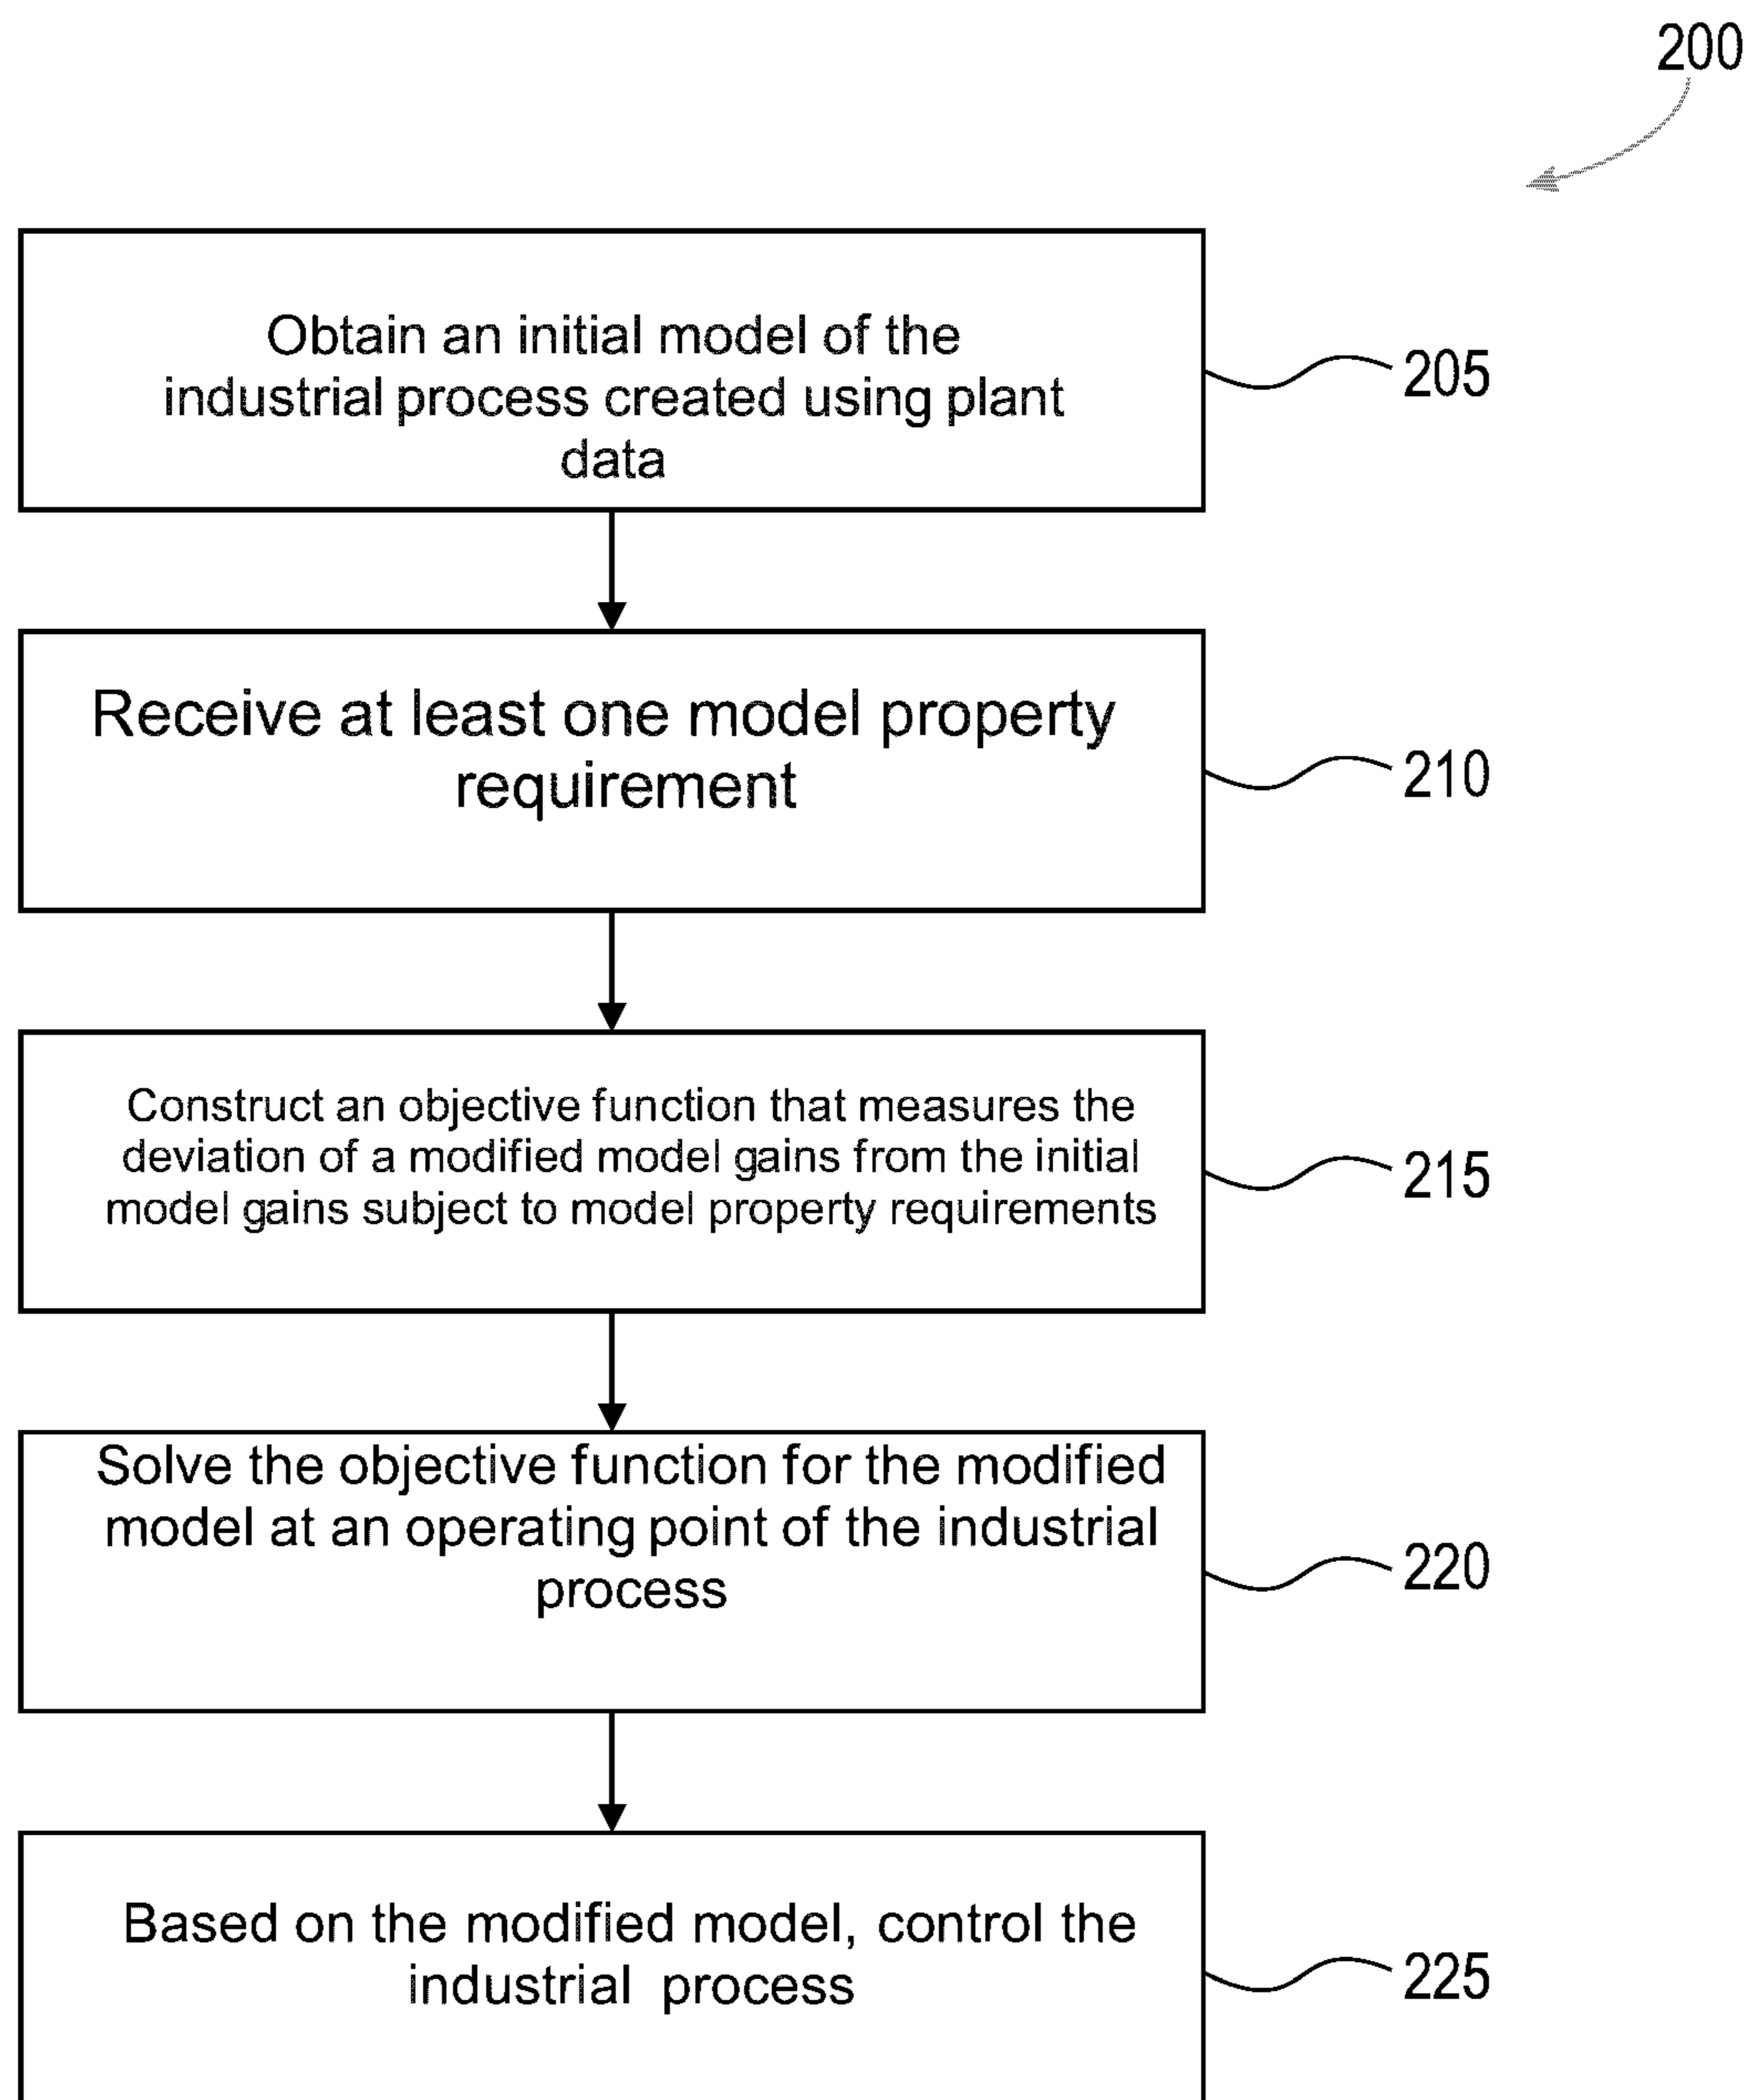 200
Obtain an initial model of the
industrial process created using plant
data
205
Receive at least one model property
requirement
210
Construct an objective function that measures the
deviation of a modified model gains from the initial
model gains subject to model property requirements
215
Solve the objective function for the modified
model at an operating point of the industrial
process
220
Based on the modified model, control the
industrial process
225